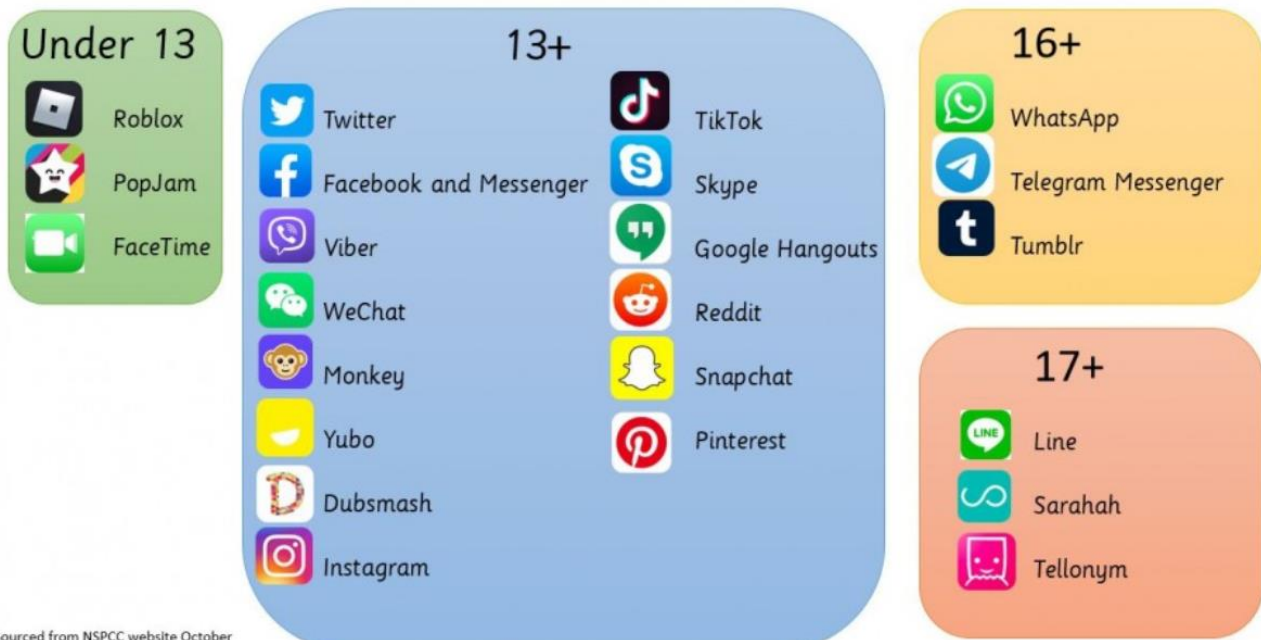 Under 13
Roblox
PopJam
FaceTime
13+
Twitter
Facebook and Messenger
Viber
WeChat
Monkey
Yubo
Dubsmash
Instagram
TikTok
Skype
Google Hangouts
Reddit
Snapchat
Pinterest
16+
WhatsApp
Telegram Messenger
t
Tumblr
17+
LINE
Line
Sarahah
Tellonym
ourced from NSPCC website October